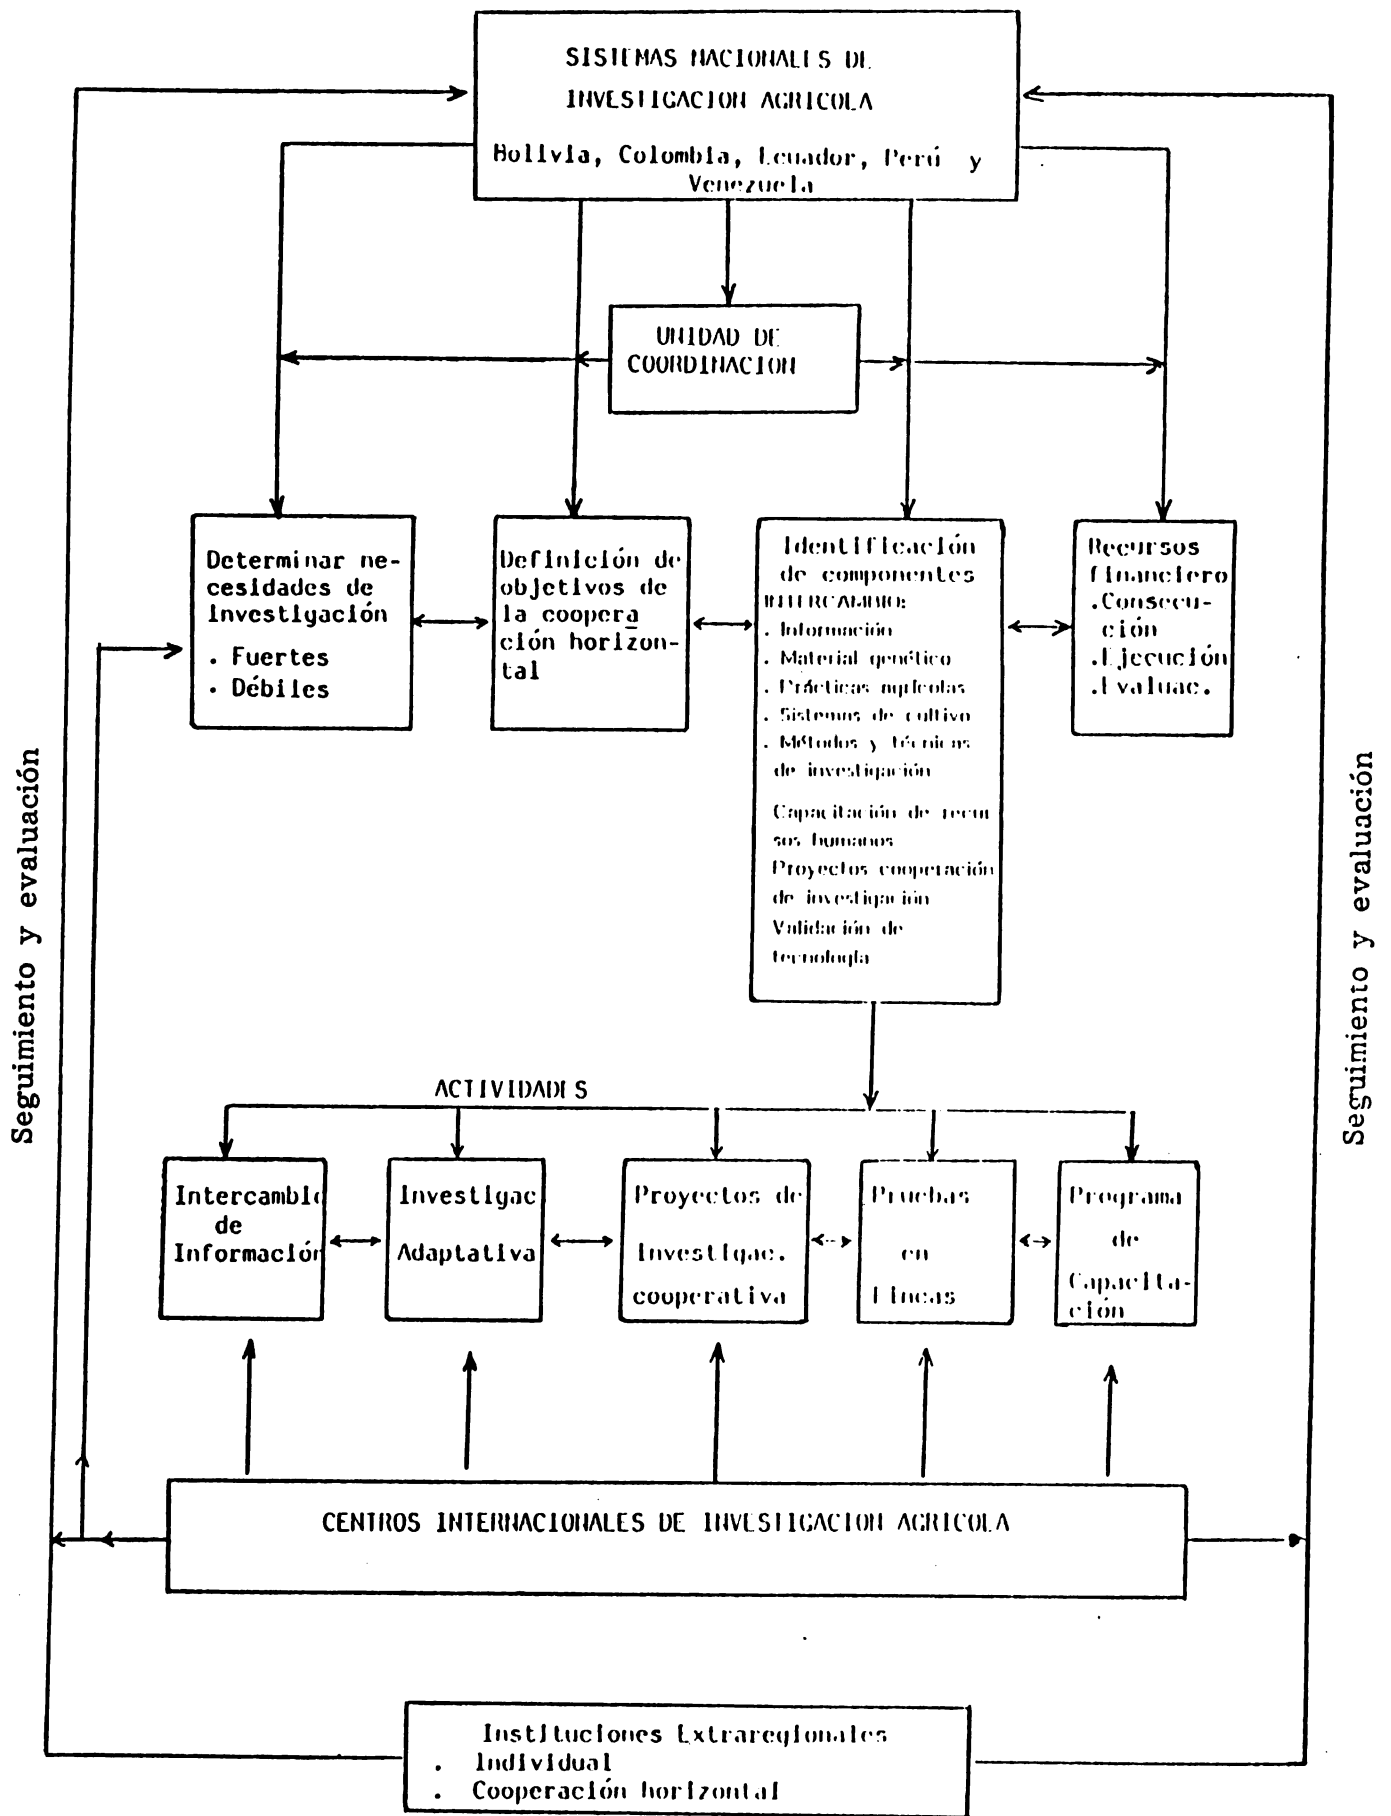 SISTEMAS NACIONALES DE
INVESTIGACION AGRICOLA
Bolivia, Colombia, Ecuador, Perú y
Venezuela
UNIDAD DE
COORDINACION
Determinar ne-
cesidades de
investigación
. Fuertes
. Débiles
Definición de
objetivos de
la coopera
ción horizon-
tal
Identificación
de componentes
INTERCAMBIO:
. Información
. Material genético
. Prácticas agrícolas
. Sistemas de cultivo
. Métodos y técnicas
de investigación
Capacitación de recur
sos humanos
Proyectos cooperación
de investigación
Validación de
tecnología
Recursos
financiero
.Consecu-
ción
.Ejecución
.Evaluac.
Seguimiento y evaluación
Seguimiento y evaluación
ACTIVIDADES
Intercambio
de
Información
Investigac
Adaptativa
Proyectos de
Investigac.
cooperativa
Pruebas
en
Fincas
Programa
de
Capacita-
ción
CENTROS INTERNACIONALES DE INVESTIGACION AGRICOLA
Instituciones Extraregionales
. Individual
. Cooperación horizontal